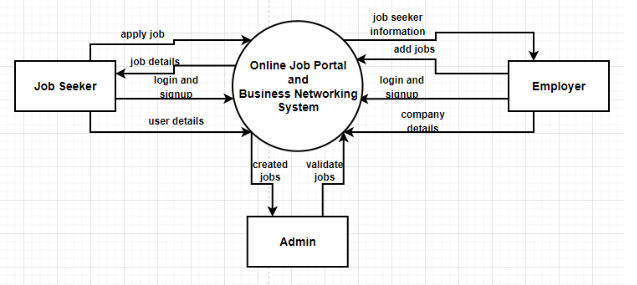 job seeker
information
apply job
add jobs
job details
Online Job Portal
and
Business Networking
System
login and
signup
login and
signup
Job Seeker
Employer
user details
company
details
created
jobs
validate
jobs
Admin